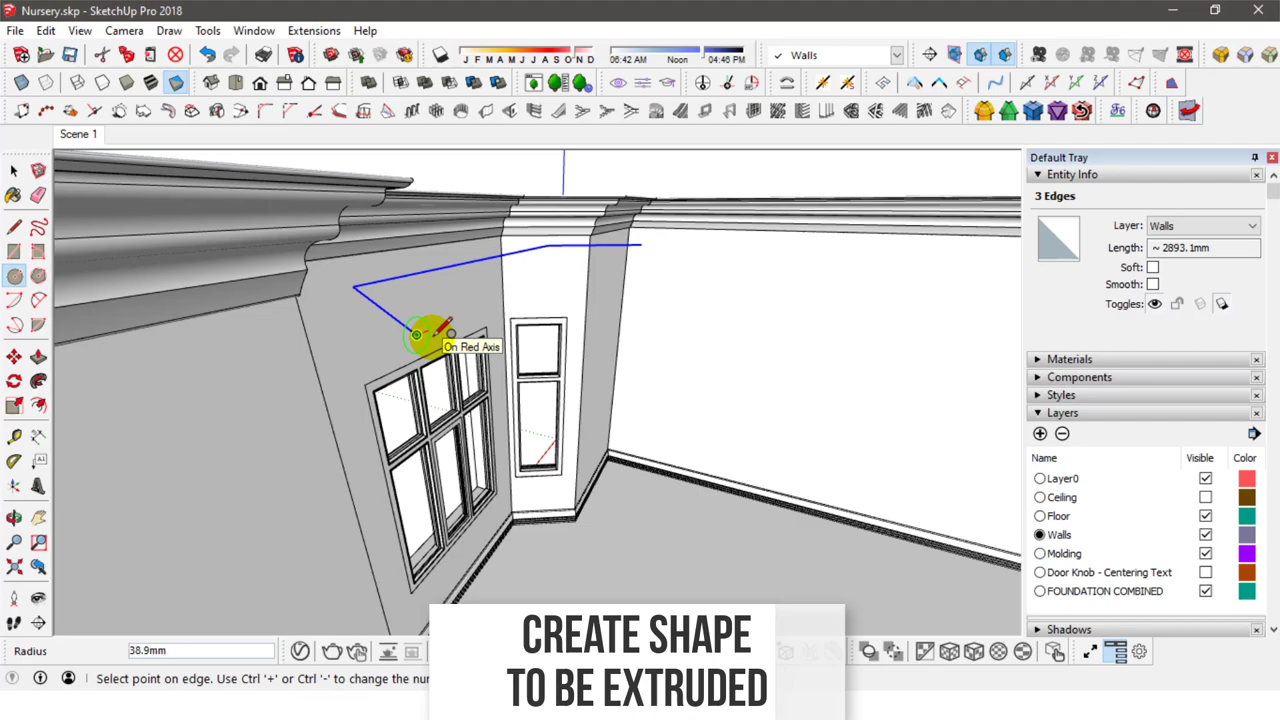 Nursery.skp - SketchUp Pro 2018
File Edit View Camera Draw Tools Window Extensions Help
J F M A M J J A S O N D
06:42 AM Noon 04:46 PM
Walls
Scene 1
Default Tray
Entity Info
3 Edges
Layer: Walls
Length: ~ 2893.1mm
Soft:
Smooth:
Toggles:
On Red Axis
Materials
Components
Styles
Layers
Name Visible Color
Layer0
Ceiling
Floor
Walls
Molding
Door Knob - Centering Text
FOUNDATION COMBINED
Shadows
CREATE SHAPE
TO BE EXTRUDED
Radius 38.9mm
Select point on edge. Use Ctrl '+' or Ctrl '-' to change the nu